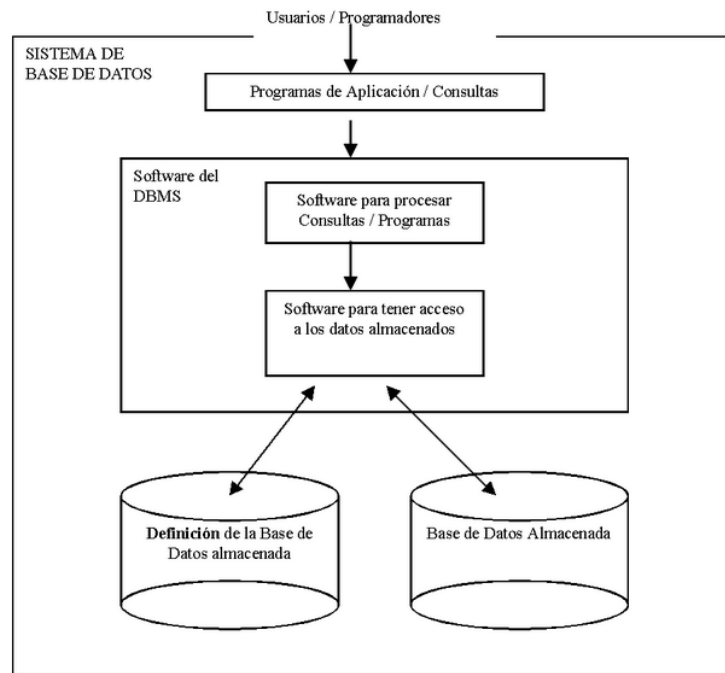 Usuarios / Programadores
SISTEMA DE
BASE DE DATOS
Programas de Aplicación / Consultas
Software del
DBMS
Software para procesar
Consultas / Programas
Software para tener acceso
a los datos almacenados
Definición de la Base de
Datos almacenada
Base de Datos Almacenada